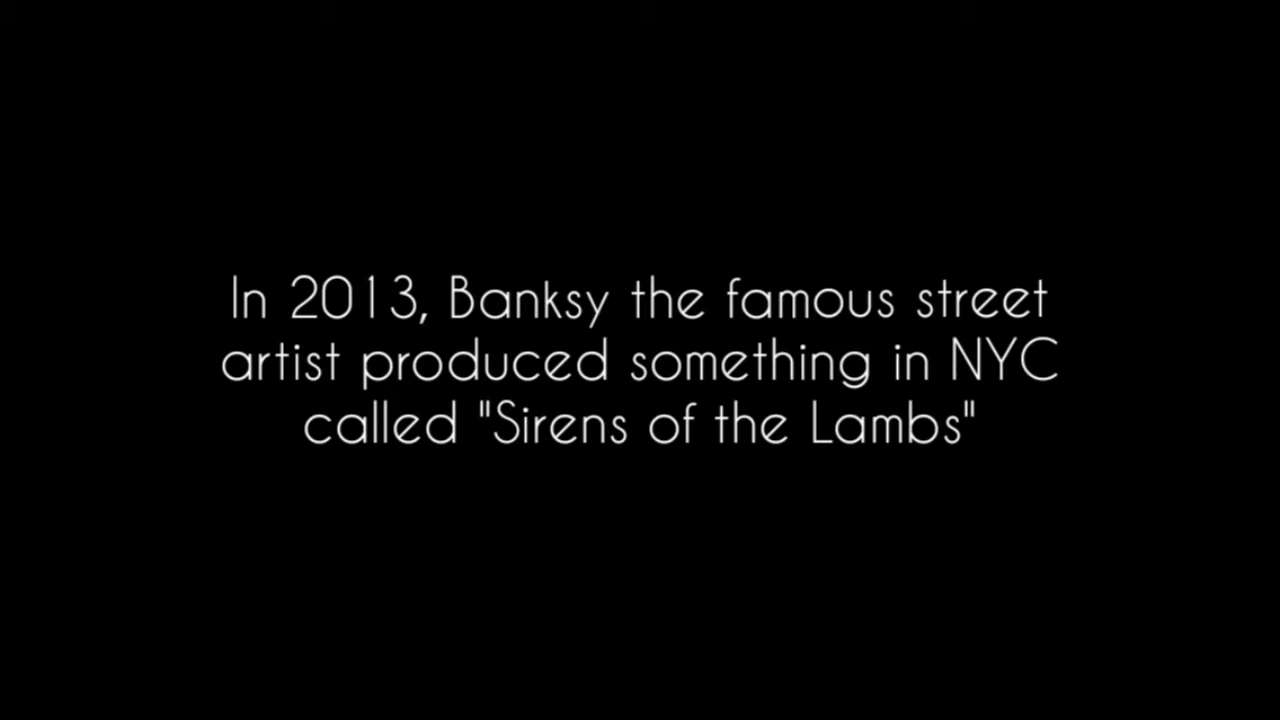 In 2013, Banksy the famous street
artist produced something in NYC
called "Sirens of the Lambs"